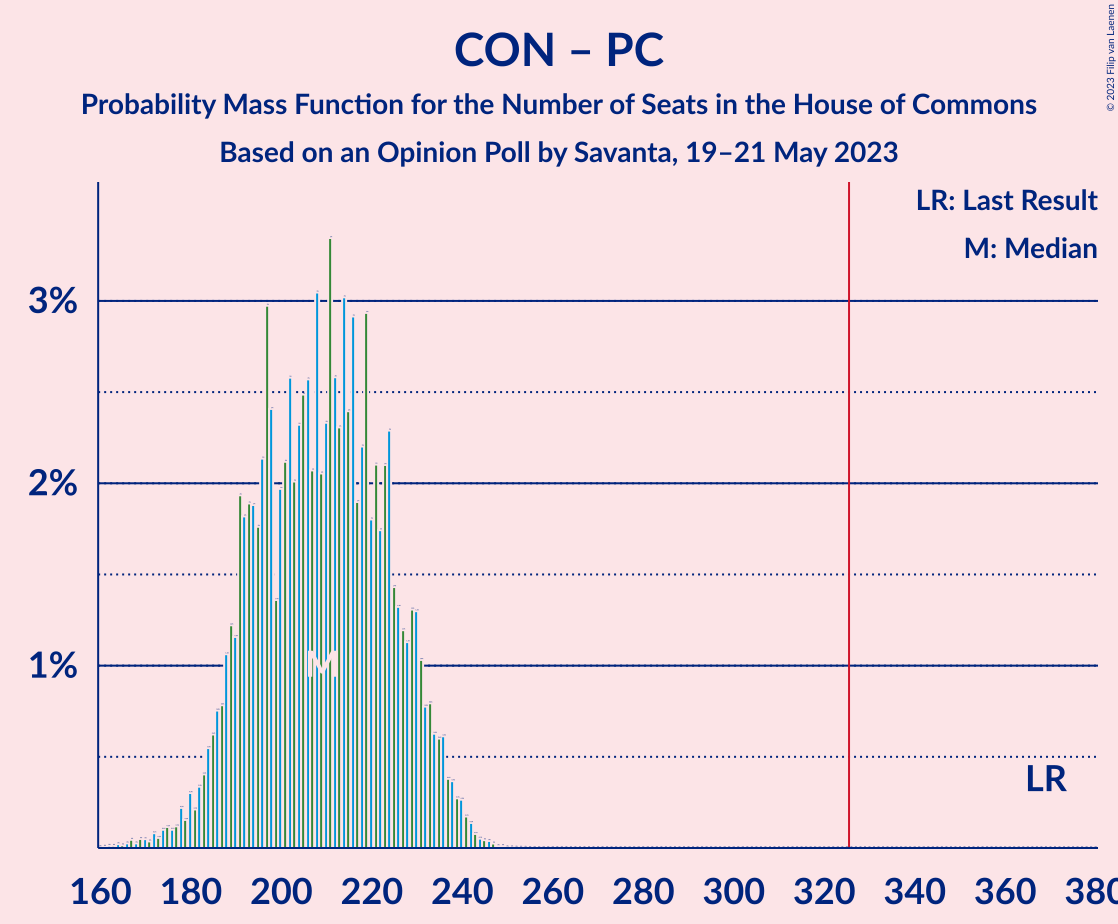 CON – PC
Probability Mass Function for the Number of Seats in the House of Commons
Based on an Opinion Poll by Savanta, 19–21 May 2023
© 2023 Filip van Laenen
LR: Last Result
M: Median
3%
2%
1%
M
LR
160 180 200 220 240 260 280 300 320 340 360 380